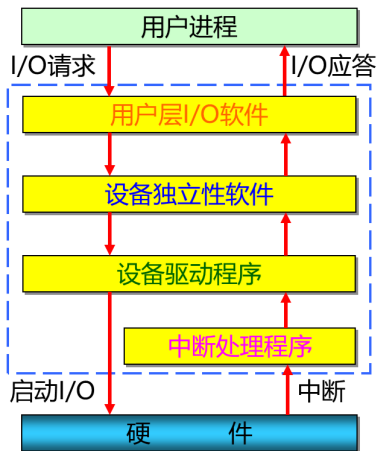 用户进程
I/O请求
I/O应答
用户层I/O软件
设备独立性软件
设备驱动程序
中断处理程序
启动I/O
中断
硬 件